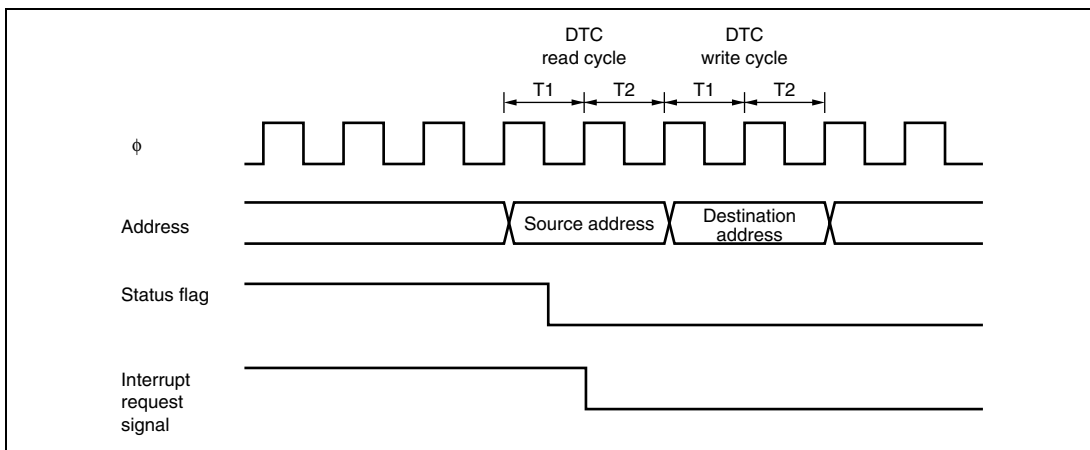 DTC
read cycle
DTC
write cycle
T1
T2
T1
T2
ϕ
Address
Source address
Destination
address
Status flag
Interrupt
request
signal